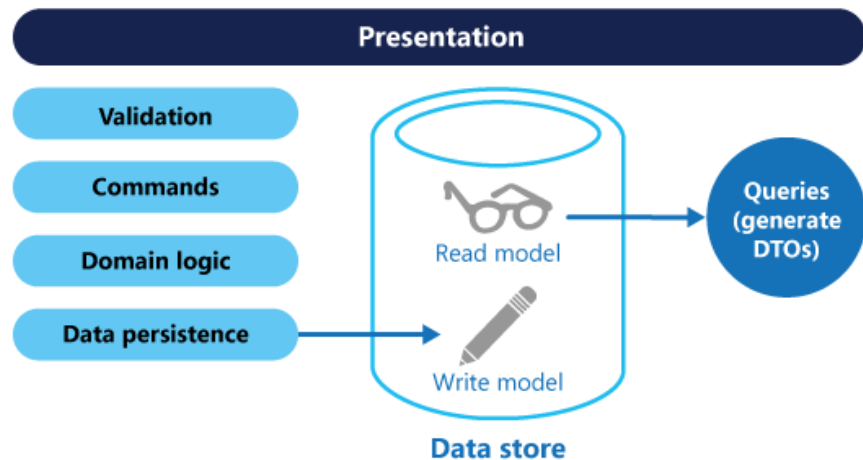 Presentation
Validation
Commands
Domain logic
Data persistence
Read model
Write model
Data store
Queries
(generate
DTOs)